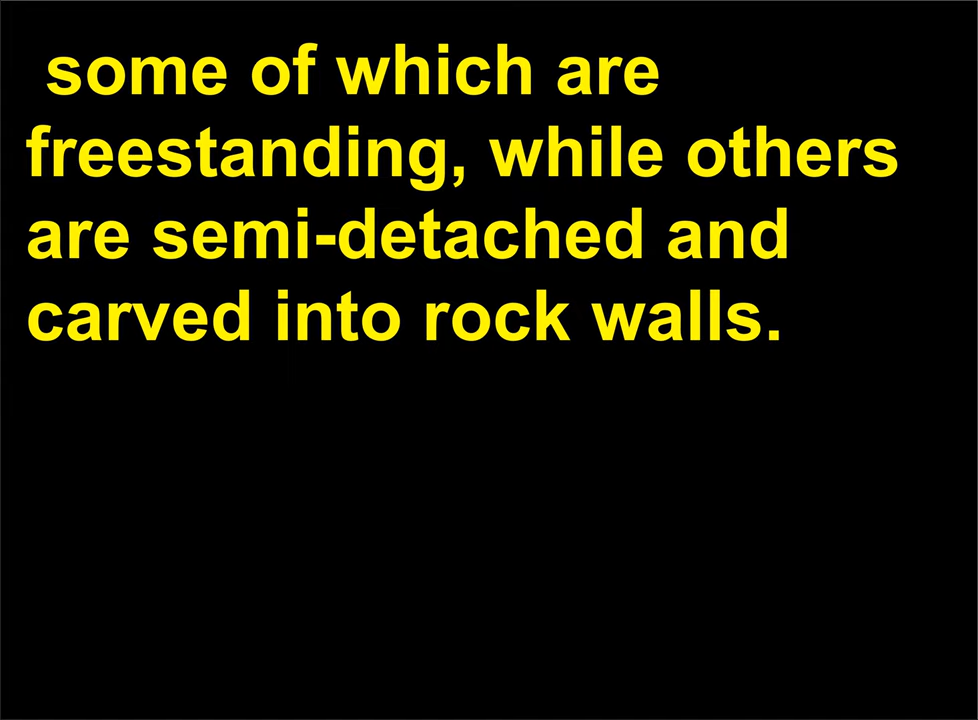 some of which are
freestanding, while others
are semi-detached and
carved into rock walls.